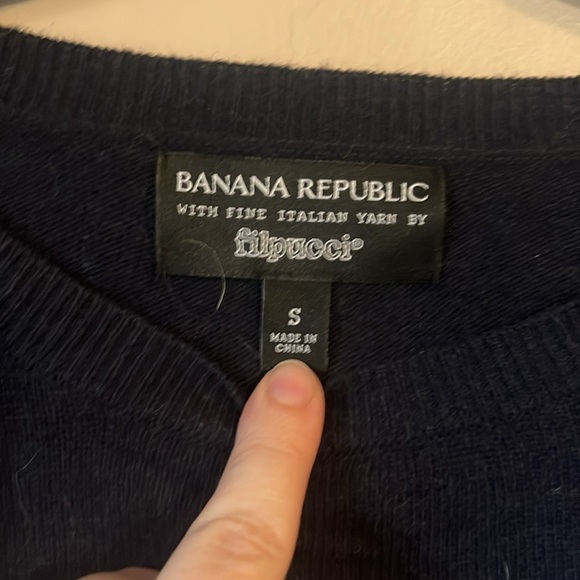 BANANA REPUBLIC
WITH FINE ITALIAN YARN BY
filpucci®
S
MADE IN
CHINA